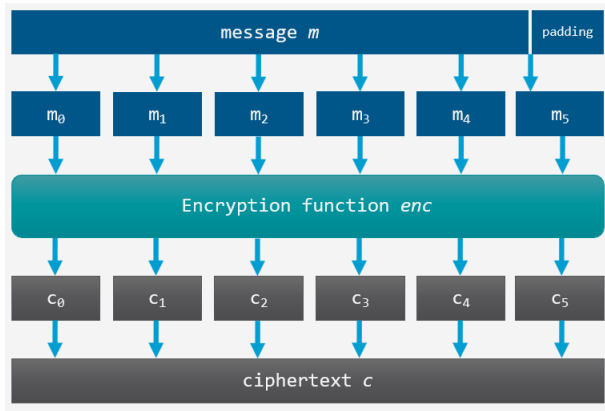 message m
padding
m₀ m₁ m₂ m₃ m₄ m₅
Encryption function enc
c₀ c₁ c₂ c₃ c₄ c₅
ciphertext c